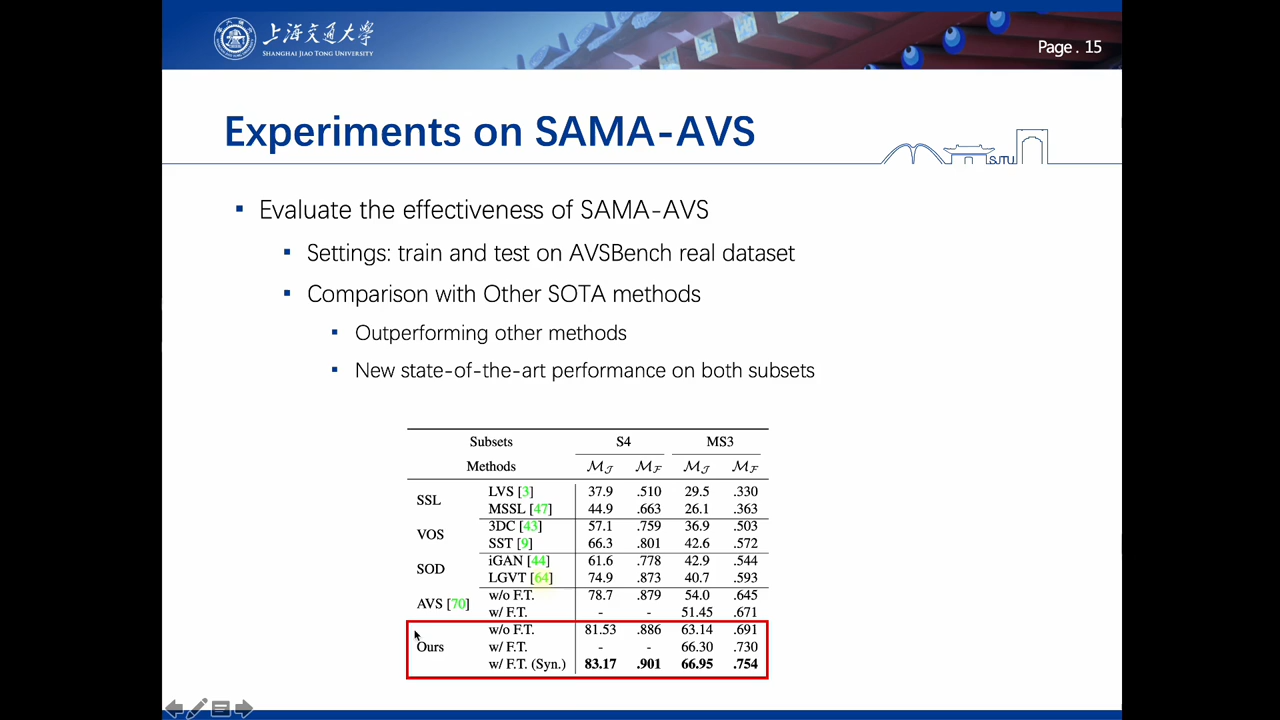 上海交通大学
SHANGHAI JIAO TONG UNIVERSITY
Page . 15
Experiments on SAMA-AVS
SJTU
▪ Evaluate the effectiveness of SAMA-AVS
▪ Settings: train and test on AVSBench real dataset
▪ Comparison with Other SOTA methods
▪ Outperforming other methods
▪ New state-of-the-art performance on both subsets
Subsets S4 MS3
Methods M_J M_F M_J M_F
SSL LVS [3] 37.9 .510 29.5 .330
MSSL [47] 44.9 .663 26.1 .363
VOS 3DC [43] 57.1 .759 36.9 .503
SST [9] 66.3 .801 42.6 .572
SOD iGAN [44] 61.6 .778 42.9 .544
LGVT [64] 74.9 .873 40.7 .593
AVS [70] w/o F.T. 78.7 .879 54.0 .645
w/ F.T. - - 51.45 .671
Ours w/o F.T. 81.53 .886 63.14 .691
w/ F.T. - - 66.30 .730
w/ F.T. (Syn.) 83.17 .901 66.95 .754